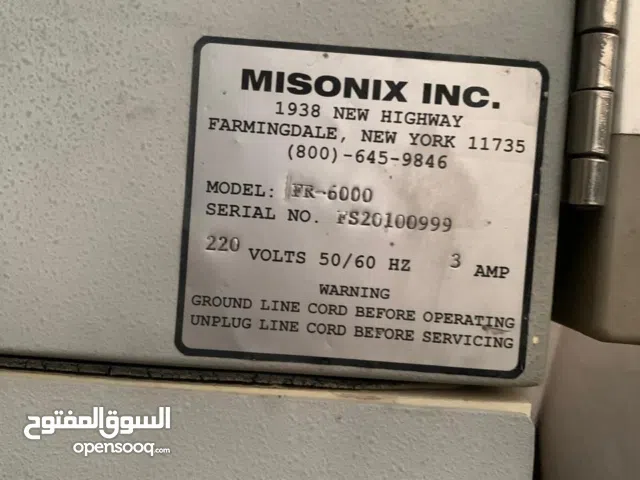 MISONIX INC.
1938 NEW HIGHWAY
FARMINGDALE, NEW YORK 11735
(800)-645-9846
MODEL: FR-6000
SERIAL NO. FS20100999
220 VOLTS 50/60 HZ 3 AMP
WARNING
GROUND LINE CORD BEFORE OPERATING
UNPLUG LINE CORD BEFORE SERVICING
السوق المفتوح
opensooq.com